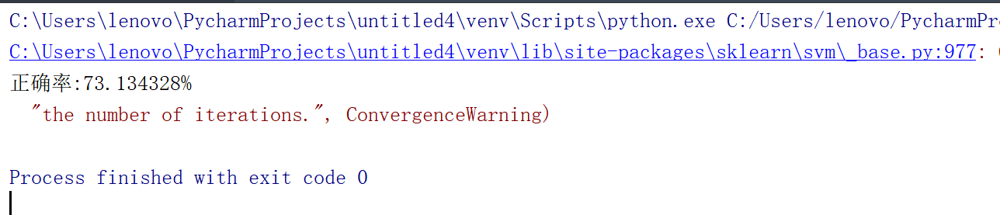 C:\Users\lenovo\PycharmProjects\untitled4\venv\Scripts\python.exe C:/Users/lenovo/PycharmPr
C:\Users\lenovo\PycharmProjects\untitled4\venv\lib\site-packages\sklearn\svm\_base.py:977:
正确率:73.134328%
"the number of iterations.", ConvergenceWarning)
Process finished with exit code 0